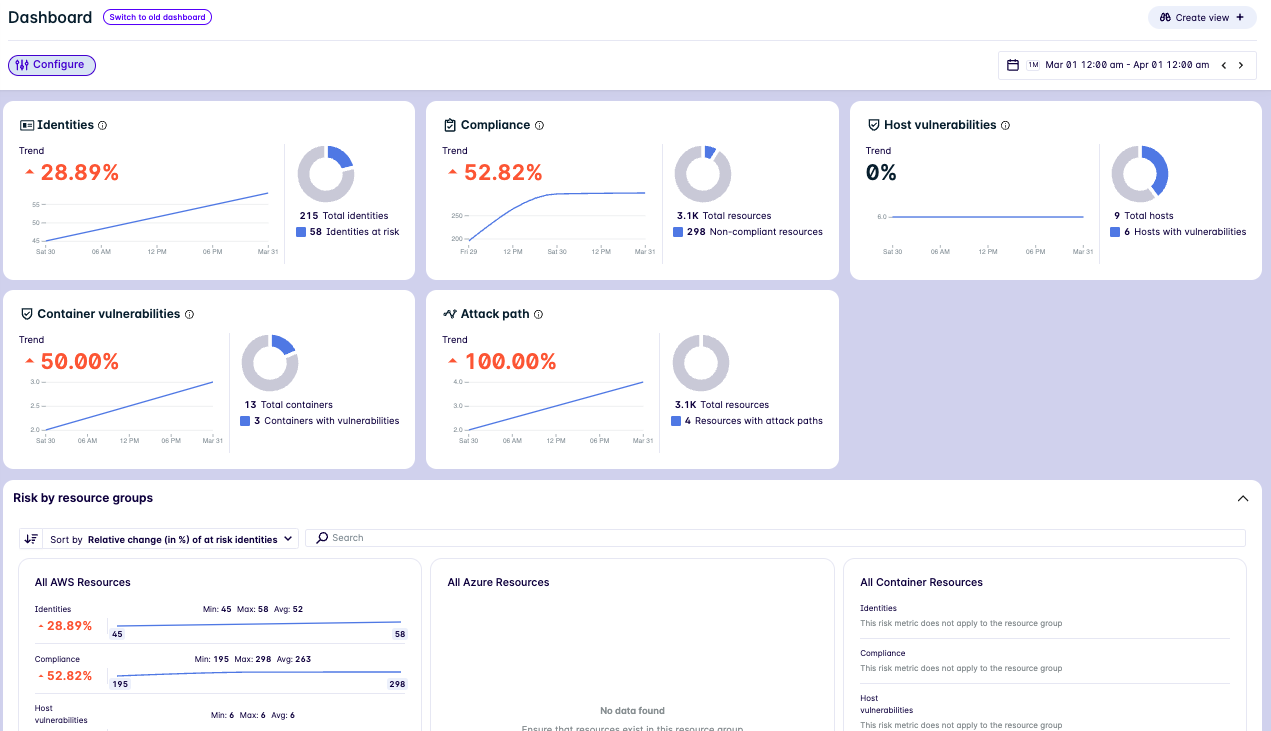 Dashboard Switch to old dashboard Create view +
Configure 1M Mar 01 12:00 am - Apr 01 12:00 am
Identities
Trend
28.89%
55
50
45
Sat 30 06 AM 12 PM 06 PM Mar 31
215 Total identities
58 Identities at risk
Compliance
Trend
52.82%
250
200
Fri 29 12 PM Sat 30 12 PM Mar 31
3.1K Total resources
298 Non-compliant resources
Host vulnerabilities
Trend
0%
6.0
Sat 30 06 AM 12 PM 06 PM Mar 31
9 Total hosts
6 Hosts with vulnerabilities
Container vulnerabilities
Trend
50.00%
3.0
2.5
2.0
Sat 30 06 AM 12 PM 06 PM Mar 31
13 Total containers
3 Containers with vulnerabilities
Attack path
Trend
100.00%
4.0
3.0
2.0
Sat 30 06 AM 12 PM 06 PM Mar 31
3.1K Total resources
4 Resources with attack paths
Risk by resource groups
Sort by Relative change (in %) of at risk identities Search
All AWS Resources
Identities Min: 45 Max: 58 Avg: 52
28.89%
45 58
Compliance Min: 195 Max: 298 Avg: 263
52.82%
195 298
Host
vulnerabilities Min: 6 Max: 6 Avg: 6
All Azure Resources
No data found
Ensure that resources exist in this resource group
All Container Resources
Identities
This risk metric does not apply to the resource group
Compliance
This risk metric does not apply to the resource group
Host
vulnerabilities
This risk metric does not apply to the resource group